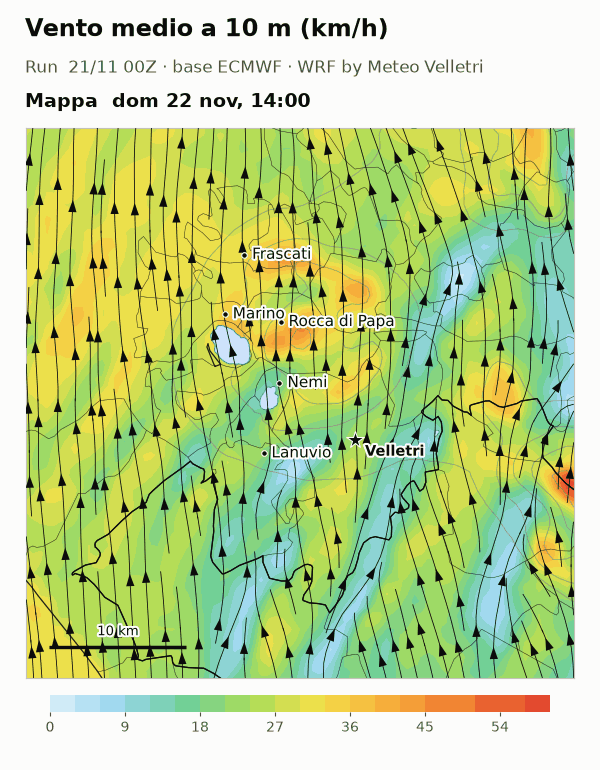 Vento medio a 10 m (km/h)
Run  21/11 00Z · base ECMWF · WRF by Meteo Velletri
Mappa  dom 22 nov, 14:00
Frascati
Marino
Rocca di Papa
Nemi
Lanuvio
Velletri
10 km
0 9 18 27 36 45 54